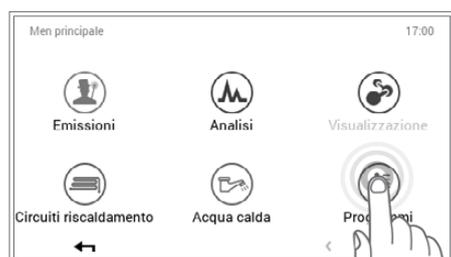 Men principale 17:00
Emissioni Analisi Visualizzazione
Circuiti riscaldamento Acqua calda